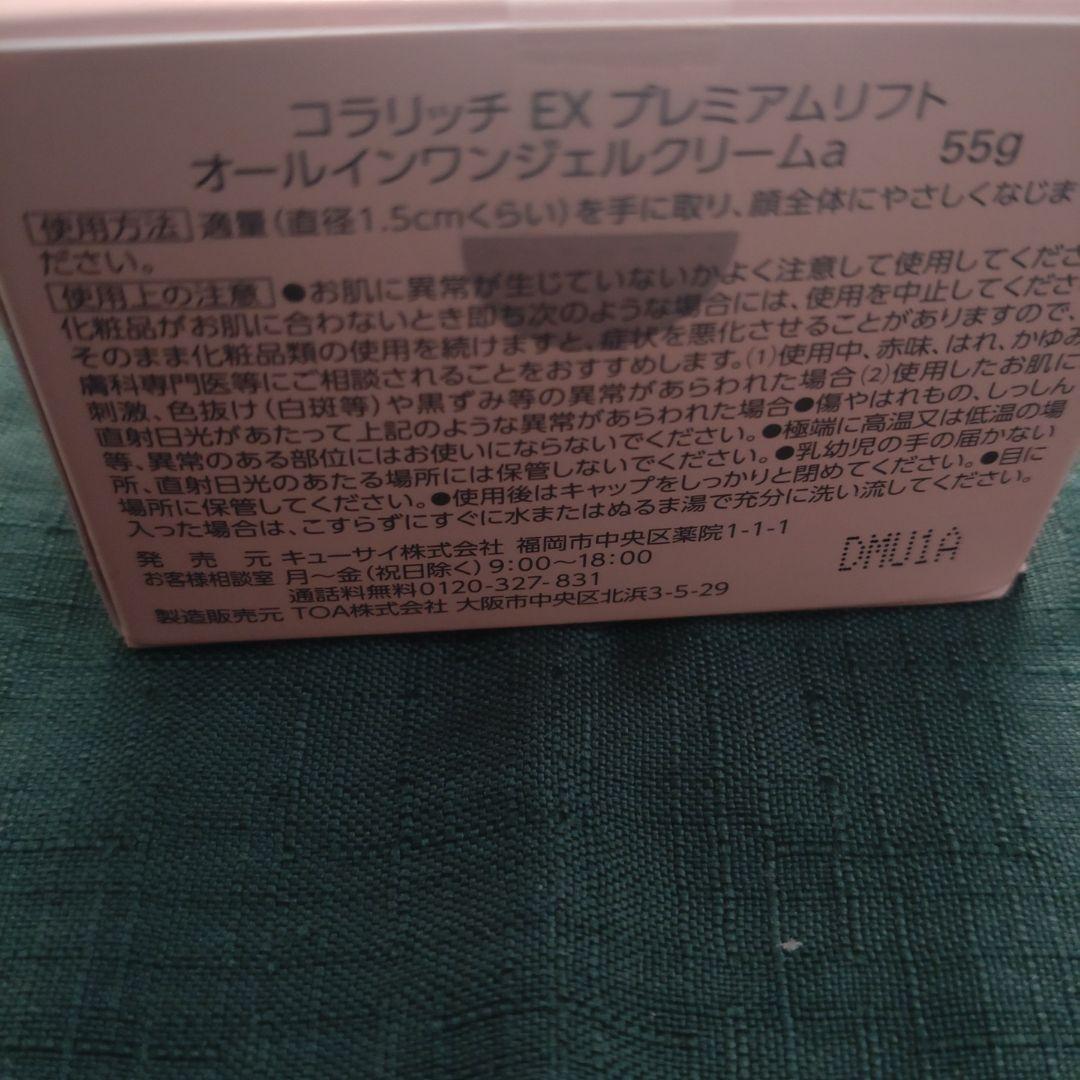 コラリッチ EX プレミアムリフト
オールインワンジェルクリームa 55g
使用方法 適量(直径1.5cmくらい)を手に取り、顔全体にやさしくなじま
ださい。
使用上の注意 ●お肌に異常が生じていないかよく注意して使用してくださ
化粧品がお肌に合わないとき即ち次のような場合には、使用を中止してくださ
そのまま化粧品類の使用を続けますと、症状を悪化させることがありますので、
膚科専門医等にご相談されることをおすすめします。(1)使用中、赤味、はれ、かゆみ
刺激、色抜け(白斑等)や黒ずみ等の異常があらわれた場合(2)使用したお肌に
直射日光があたって上記のような異常があらわれた場合●傷やはれもの、しっしん
等、異常のある部位にはお使いにならないでください。●極端に高温又は低温の場
所、直射日光のあたる場所には保管しないでください。●乳幼児の手の届かない
場所に保管してください。●使用後はキャップをしっかりと閉めてください。●目に
入った場合は、こすらずにすぐに水またはぬるま湯で充分に洗い流してください。
発売元 キューサイ株式会社 福岡市中央区薬院1-1-1
お客様相談室 月〜金(祝日除く)9:00〜18:00
通話料無料0120-327-831
製造販売元 TOA株式会社 大阪市中央区北浜3-5-29
DMU1A